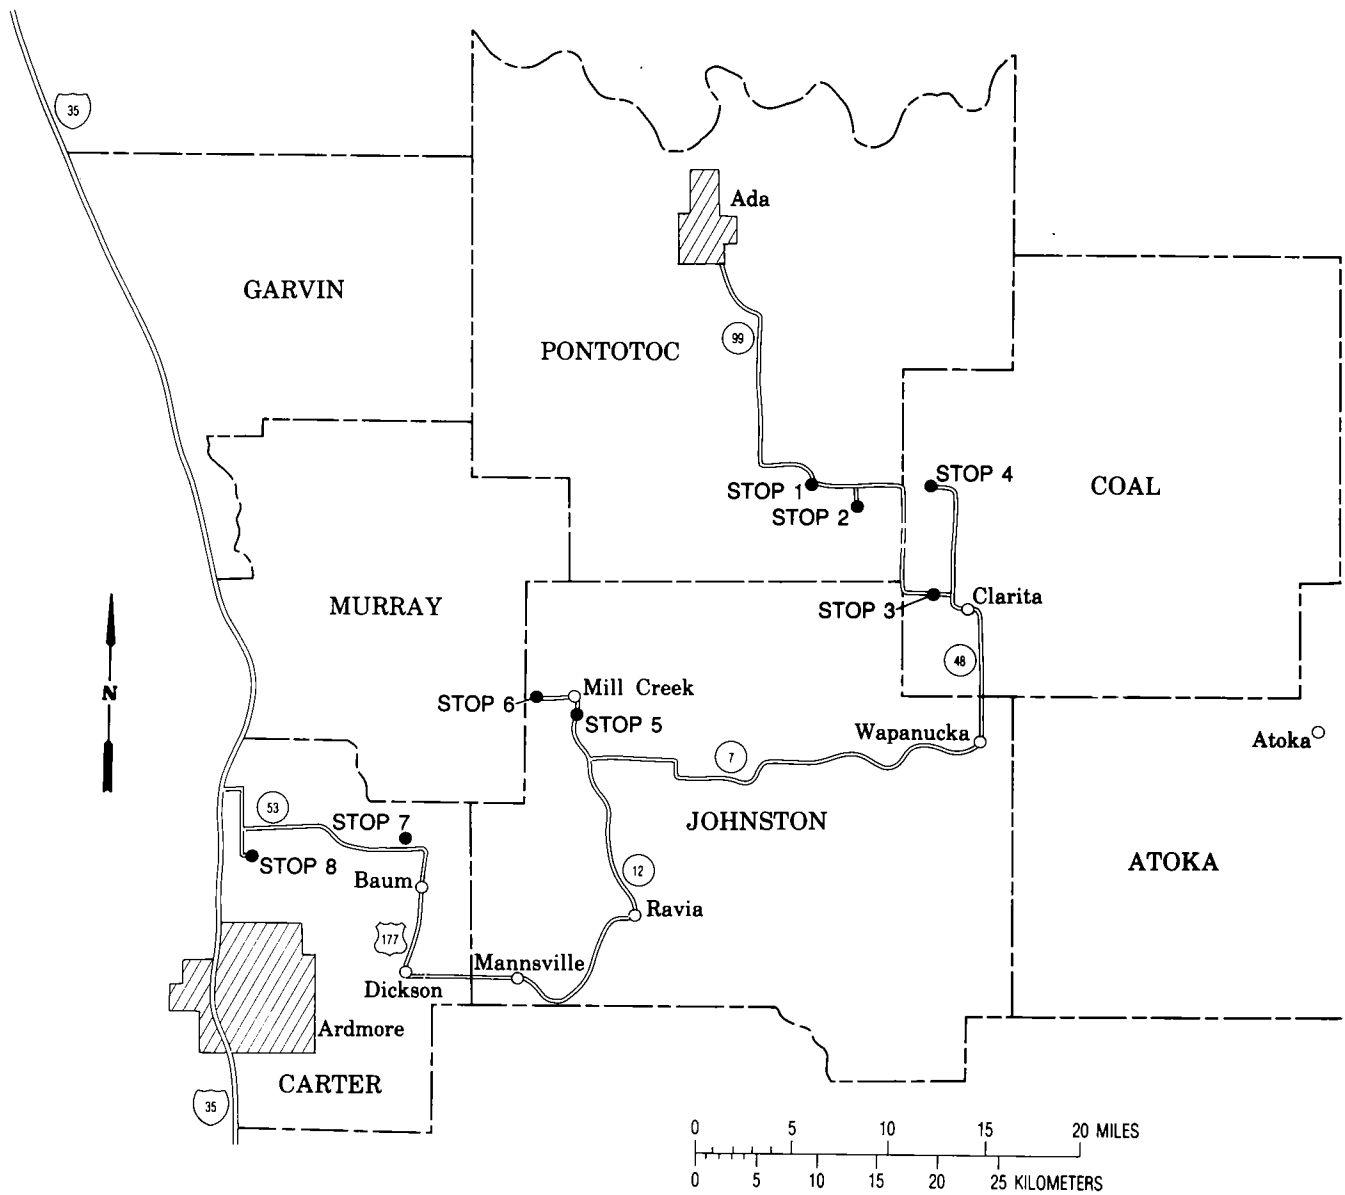 35
Ada
GARVIN
99
PONTOTOC
STOP 4
COAL
STOP 1
STOP 2
MURRAY
STOP 3
Clarita
N
48
STOP 6
Mill Creek
STOP 5
Wapanucka
Atoka
7
53
STOP 7
JOHNSTON
STOP 8
Baum
12
ATOKA
Ravia
177
Mannsville
Dickson
Ardmore
CARTER
35
0 5 10 15 20 MILES
0 5 10 15 20 25 KILOMETERS